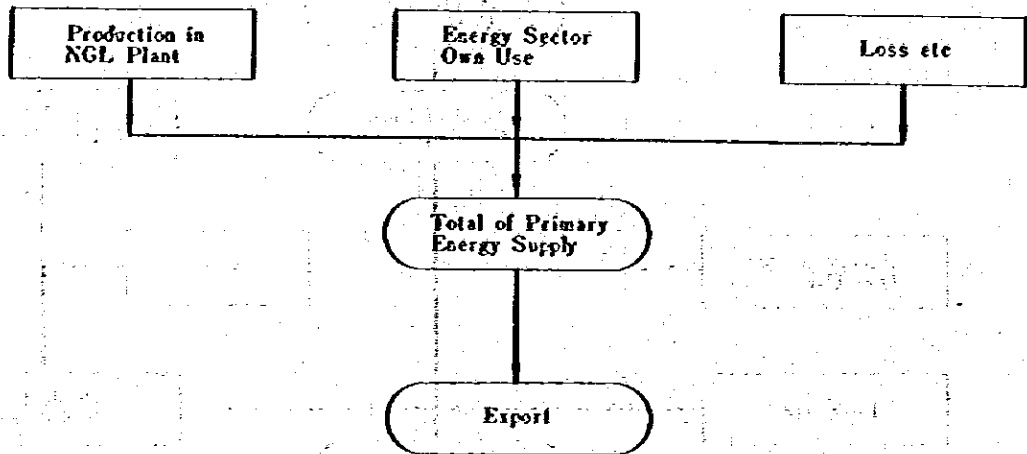 Production in
NGL Plant
Energy Sector
Own Use
Loss etc
Total of Primary
Energy Supply
Export